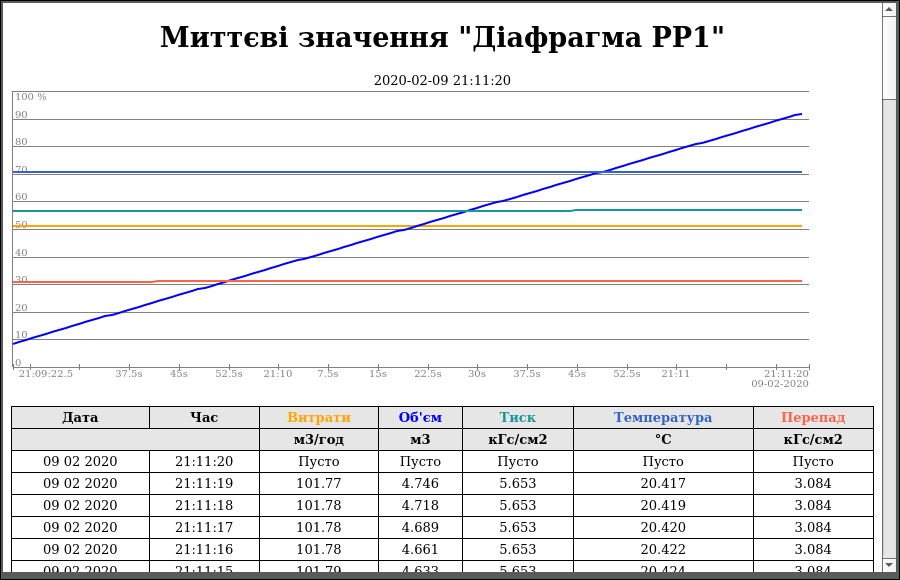 Миттєві значення "Діафрагма PP1"
2020-02-09 21:11:20
100 %
90
80
70
60
50
40
30
20
10
0
21:09:22.5 37.5s 45s 52.5s 21:10 7.5s 15s 22.5s 30s 37.5s 45s 52.5s 21:11 21:11:20
09-02-2020
Дата Час Витрати Об'єм Тиск Температура Перепад
м3/год м3 кГс/см2 °C кГс/см2
09 02 2020 21:11:20 Пусто Пусто Пусто Пусто Пусто
09 02 2020 21:11:19 101.77 4.746 5.653 20.417 3.084
09 02 2020 21:11:18 101.78 4.718 5.653 20.419 3.084
09 02 2020 21:11:17 101.78 4.689 5.653 20.420 3.084
09 02 2020 21:11:16 101.78 4.661 5.653 20.422 3.084
09 02 2020 21:11:15 101.79 4.633 5.653 20.424 3.084